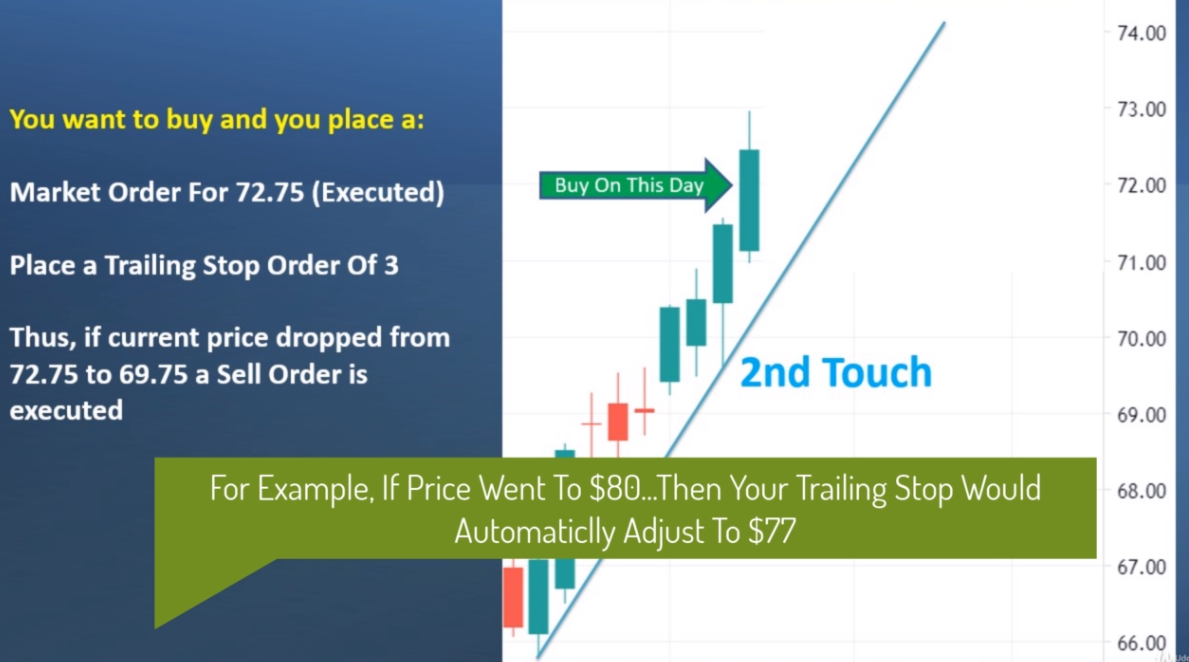 You want to buy and you place a:
Market Order For 72.75 (Executed)
Place a Trailing Stop Order Of 3
Thus, if current price dropped from
72.75 to 69.75 a Sell Order is
executed
Buy On This Day
2nd Touch
For Example, If Price Went To $80...Then Your Trailing Stop Would
Automaticlly Adjust To $77
74.00
73.00
72.00
71.00
70.00
69.00
68.00
67.00
66.00